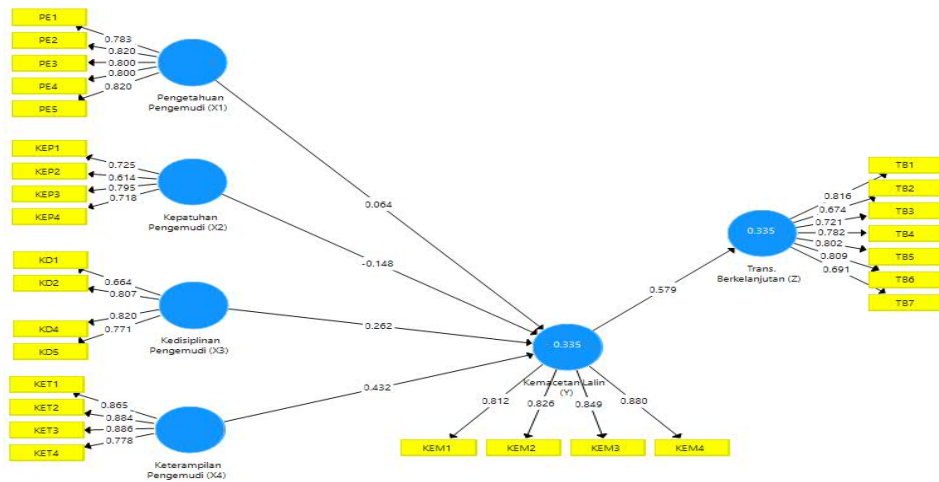 PE1
PE2
PE3
PE4
PE5
0.783
0.820
0.800
0.800
0.820
Pengetahuan
Pengemudi (X1)
KEP1
KEP2
KEP3
KEP4
0.725
0.614
0.795
0.718
Kepatuhan
Pengemudi (X2)
KD1
KD2
KD4
KD5
0.664
0.807
0.820
0.771
Kedisiplinan
Pengemudi (X3)
KET1
KET2
KET3
KET4
0.865
0.884
0.886
0.778
Keterampilan
Pengemudi (X4)
0.064
-0.148
0.262
0.432
0.335
Kemacetan Lalin
(Y)
0.812
0.826
0.849
0.880
KEM1
KEM2
KEM3
KEM4
0.579
0.335
Trans.
Berkelanjutan (Z)
0.816
0.674
0.721
0.782
0.802
0.809
0.691
TB1
TB2
TB3
TB4
TB5
TB6
TB7